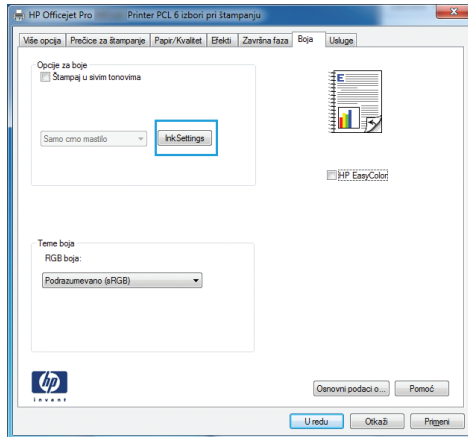 HP Officejet Pro Printer PCL 6 izbori pri štampanju
Više opcija Prečice za štampanje Papir/Kvalitet Efekti Završna faza Boja Usluge
Opcije za boje
Štampaj u sivim tonovima
Samo crno mastilo InkSettings
E
HP EasyColor
Teme boja
RGB boja:
Podrazumevano (sRGB)
hp
invent
Osnovni podaci o... Pomoć
U redu Otkaži Primeni